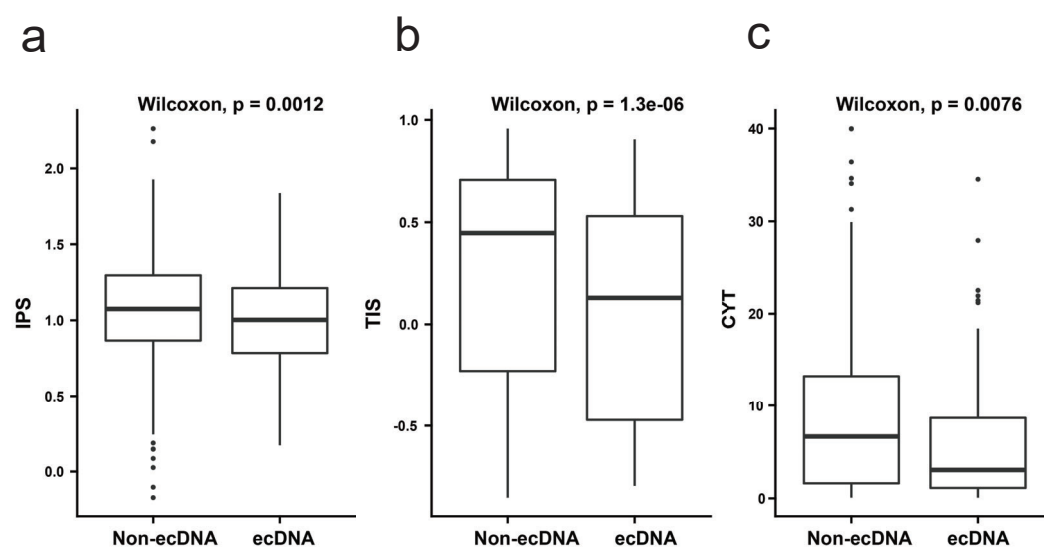 a
b
c
Wilcoxon, p = 0.0012
Wilcoxon, p = 1.3e-06
Wilcoxon, p = 0.0076
IPS
2.0
1.5
1.0
0.5
0.0
Non-ecDNA
ecDNA
TIS
1.0
0.5
0.0
-0.5
Non-ecDNA
ecDNA
CYT
40
30
20
10
0
Non-ecDNA
ecDNA